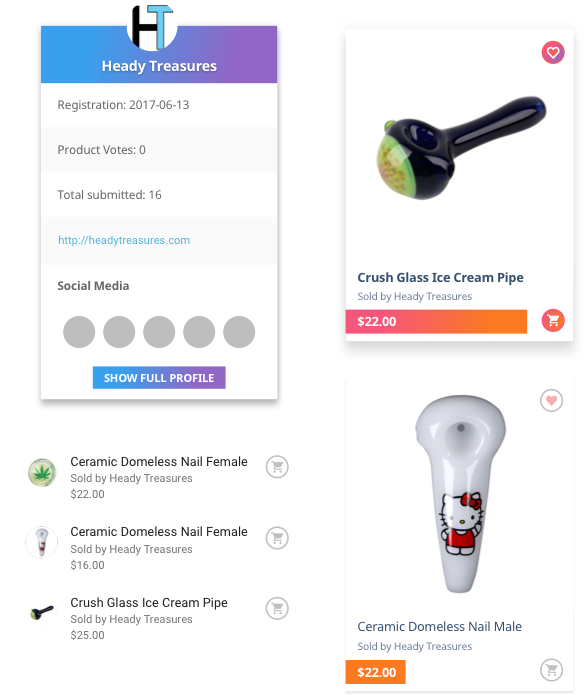 HT
Heady Treasures
Registration: 2017-06-13
Product Votes: 0
Total submitted: 16
http://headytreasures.com
Social Media
SHOW FULL PROFILE
Ceramic Domeless Nail Female
Sold by Heady Treasures
$22.00
Ceramic Domeless Nail Female
Sold by Heady Treasures
$16.00
Crush Glass Ice Cream Pipe
Sold by Heady Treasures
$25.00
Crush Glass Ice Cream Pipe
Sold by Heady Treasures
$22.00
Ceramic Domeless Nail Male
Sold by Heady Treasures
$22.00